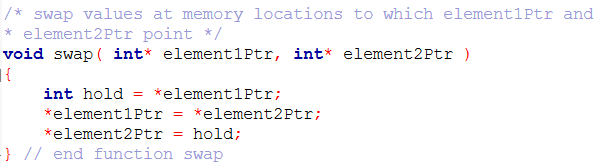 /* swap values at memory locations to which element1Ptr and
* element2Ptr point */
void swap( int* element1Ptr, int* element2Ptr )
{
    int hold = *element1Ptr;
    *element1Ptr = *element2Ptr;
    *element2Ptr = hold;
} // end function swap